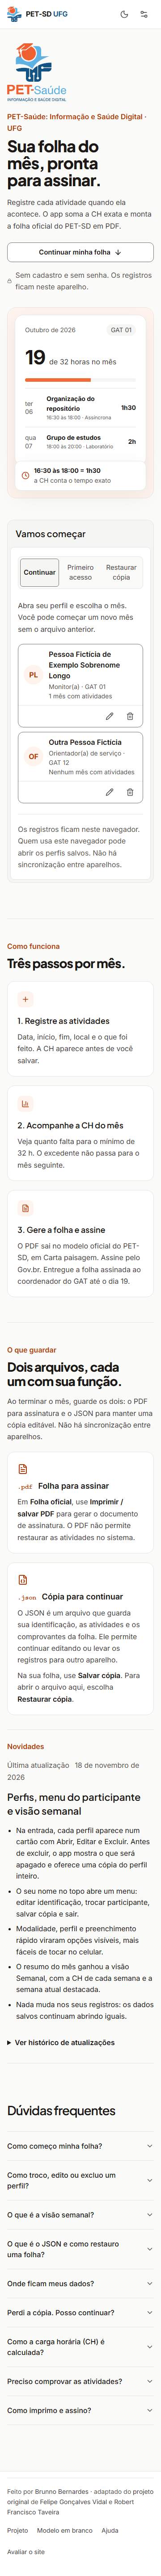 PET-SD UFG
PET-Saúde
INFORMAÇÃO E SAÚDE DIGITAL
PET-Saúde: Informação e Saúde Digital ·
UFG
Sua folha do
mês, pronta
para assinar.
Registre cada atividade quando ela
acontece. O app soma a CH exata e monta
a folha oficial do PET-SD em PDF.
Continuar minha folha
Sem cadastro e sem senha. Os registros
ficam neste aparelho.
Outubro de 2026 GAT 01
19 de 32 horas no mês
ter
06
Organização do
repositório
16:30 às 18:00 · Assíncrona
1h30
qua
07
Grupo de estudos
18:00 às 20:00 · Laboratório
2h
16:30 às 18:00 = 1h30
a CH conta o tempo exato
Vamos começar
Continuar
Primeiro
acesso
Restaurar
cópia
Abra seu perfil e escolha o mês.
Você pode começar um novo mês
sem o arquivo anterior.
PL
Pessoa Fictícia de
Exemplo Sobrenome
Longo
Monitor(a) · GAT 01
1 mês com atividades
OF
Outra Pessoa Fictícia
Orientador(a) de serviço ·
GAT 12
Nenhum mês com atividades
Os registros ficam neste navegador.
Quem usa este navegador pode
abrir os perfis salvos. Não há
sincronização entre aparelhos.
Como funciona
Três passos por mês.
1. Registre as atividades
Data, início, fim, local e o que foi
feito. A CH aparece antes de você
salvar.
2. Acompanhe a CH do mês
Veja quanto falta para o mínimo de
32 h. O excedente não passa para o
mês seguinte.
3. Gere a folha e assine
O PDF sai no modelo oficial do PET-
SD, em Carta paisagem. Assine pelo
Gov.br. Entregue a folha assinada ao
coordenador do GAT até o dia 19.
O que guardar
Dois arquivos, cada
um com sua função.
Ao terminar o mês, guarde os dois: o PDF
para assinatura e o JSON para manter uma
cópia editável. Não há sincronização entre
aparelhos.
.pdf Folha para assinar
Em Folha oficial, use Imprimir /
salvar PDF para gerar o documento
de assinatura. O PDF não permite
restaurar as atividades no sistema.
.json Cópia para continuar
O JSON é um arquivo que guarda
sua identificação, as atividades e os
comprovantes da folha. Ele permite
continuar editando ou levar os
registros para outro aparelho.
Na sua folha, use Salvar cópia. Para
abrir o arquivo aqui, escolha
Restaurar cópia.
Novidades
Última atualização 18 de novembro de
2026
Perfis, menu do participante
e visão semanal
• Na entrada, cada perfil aparece num
cartão com Abrir, Editar e Excluir. Antes
de excluir, o app mostra o que será
apagado e oferece uma cópia do perfil
inteiro.
• O seu nome no topo abre um menu:
editar identificação, trocar participante,
salvar cópia e sair.
• Modalidade, perfil e preenchimento
rápido viraram opções visíveis, mais
fáceis de tocar no celular.
• O resumo do mês ganhou a visão
Semanal, com a CH de cada semana e a
semana atual destacada.
• Nada muda nos seus registros: os dados
salvos continuam abrindo iguais.
Ver histórico de atualizações
Dúvidas frequentes
Como começo minha folha?
Como troco, edito ou excluo um
perfil?
O que é a visão semanal?
O que é o JSON e como restauro
uma folha?
Onde ficam meus dados?
Perdi a cópia. Posso continuar?
Como a carga horária (CH) é
calculada?
Preciso comprovar as atividades?
Como imprimo e assino?
Feito por Brunno Bernardes · adaptado do projeto
original de Felipe Gonçalves Vidal e Robert
Francisco Taveira
Projeto Modelo em branco Ajuda
Avaliar o site